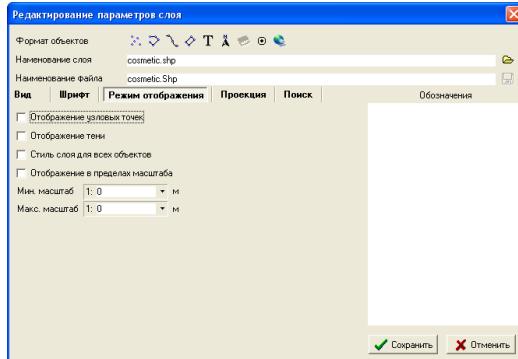 Редактирование параметров слоя
Формат объектов
Наменование слоя cosmetic.shp
Наименование файла cosmetic.Shp
Вид Шрифт Режим отображения Проекция Поиск Обозначения
Отображение узловых точек
Отображение тени
Стиль слоя для всех объектов
Отображение в пределах масштаба
Мин. масштаб 1: 0 м
Макс. масштаб 1: 0 м
Сохранить Отменить